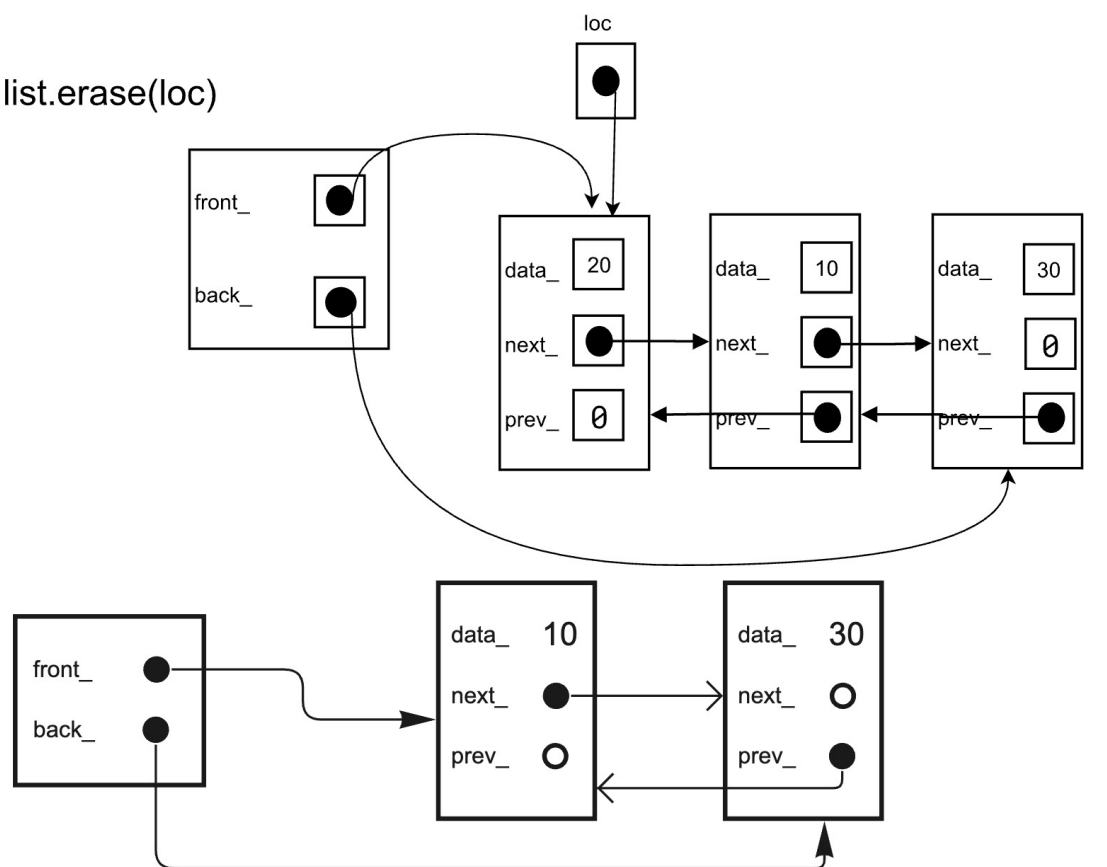 loc
list.erase(loc)
front_
back_
data_ 20
next_
prev_ 0
data_ 10
next_
prev_
data_ 30
next_ 0
prev_
front_
back_
data_ 10
next_
prev_
data_ 30
next_
prev_